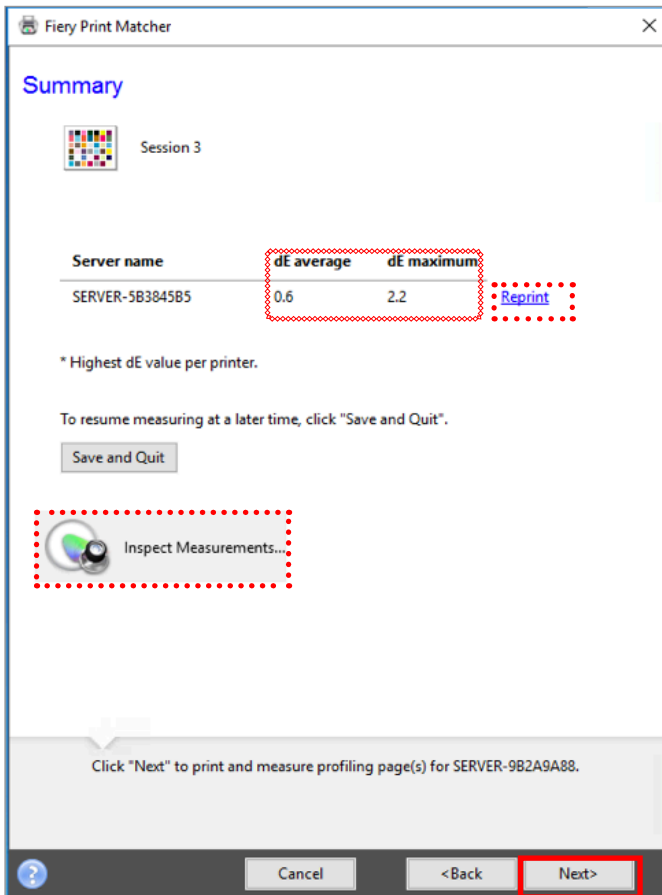 Fiery Print Matcher
Summary
Session 3
Server name dE average dE maximum
SERVER-5B3845B5 0.6 2.2 Reprint
* Highest dE value per printer.
To resume measuring at a later time, click "Save and Quit".
Save and Quit
Inspect Measurements...
Click "Next" to print and measure profiling page(s) for SERVER-9B2A9A88.
? Cancel <Back Next>